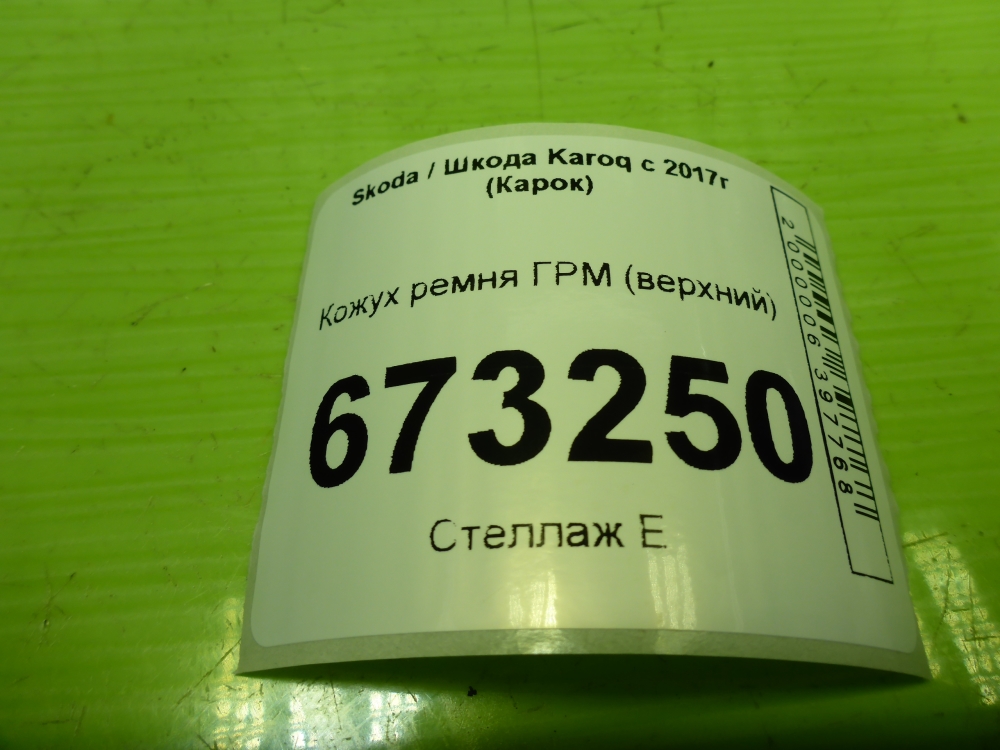 Skoda / Шкода Karoq с 2017г
(Карок)
Кожух ремня ГРМ (верхний)
673250
Стеллаж Е
2000006397768